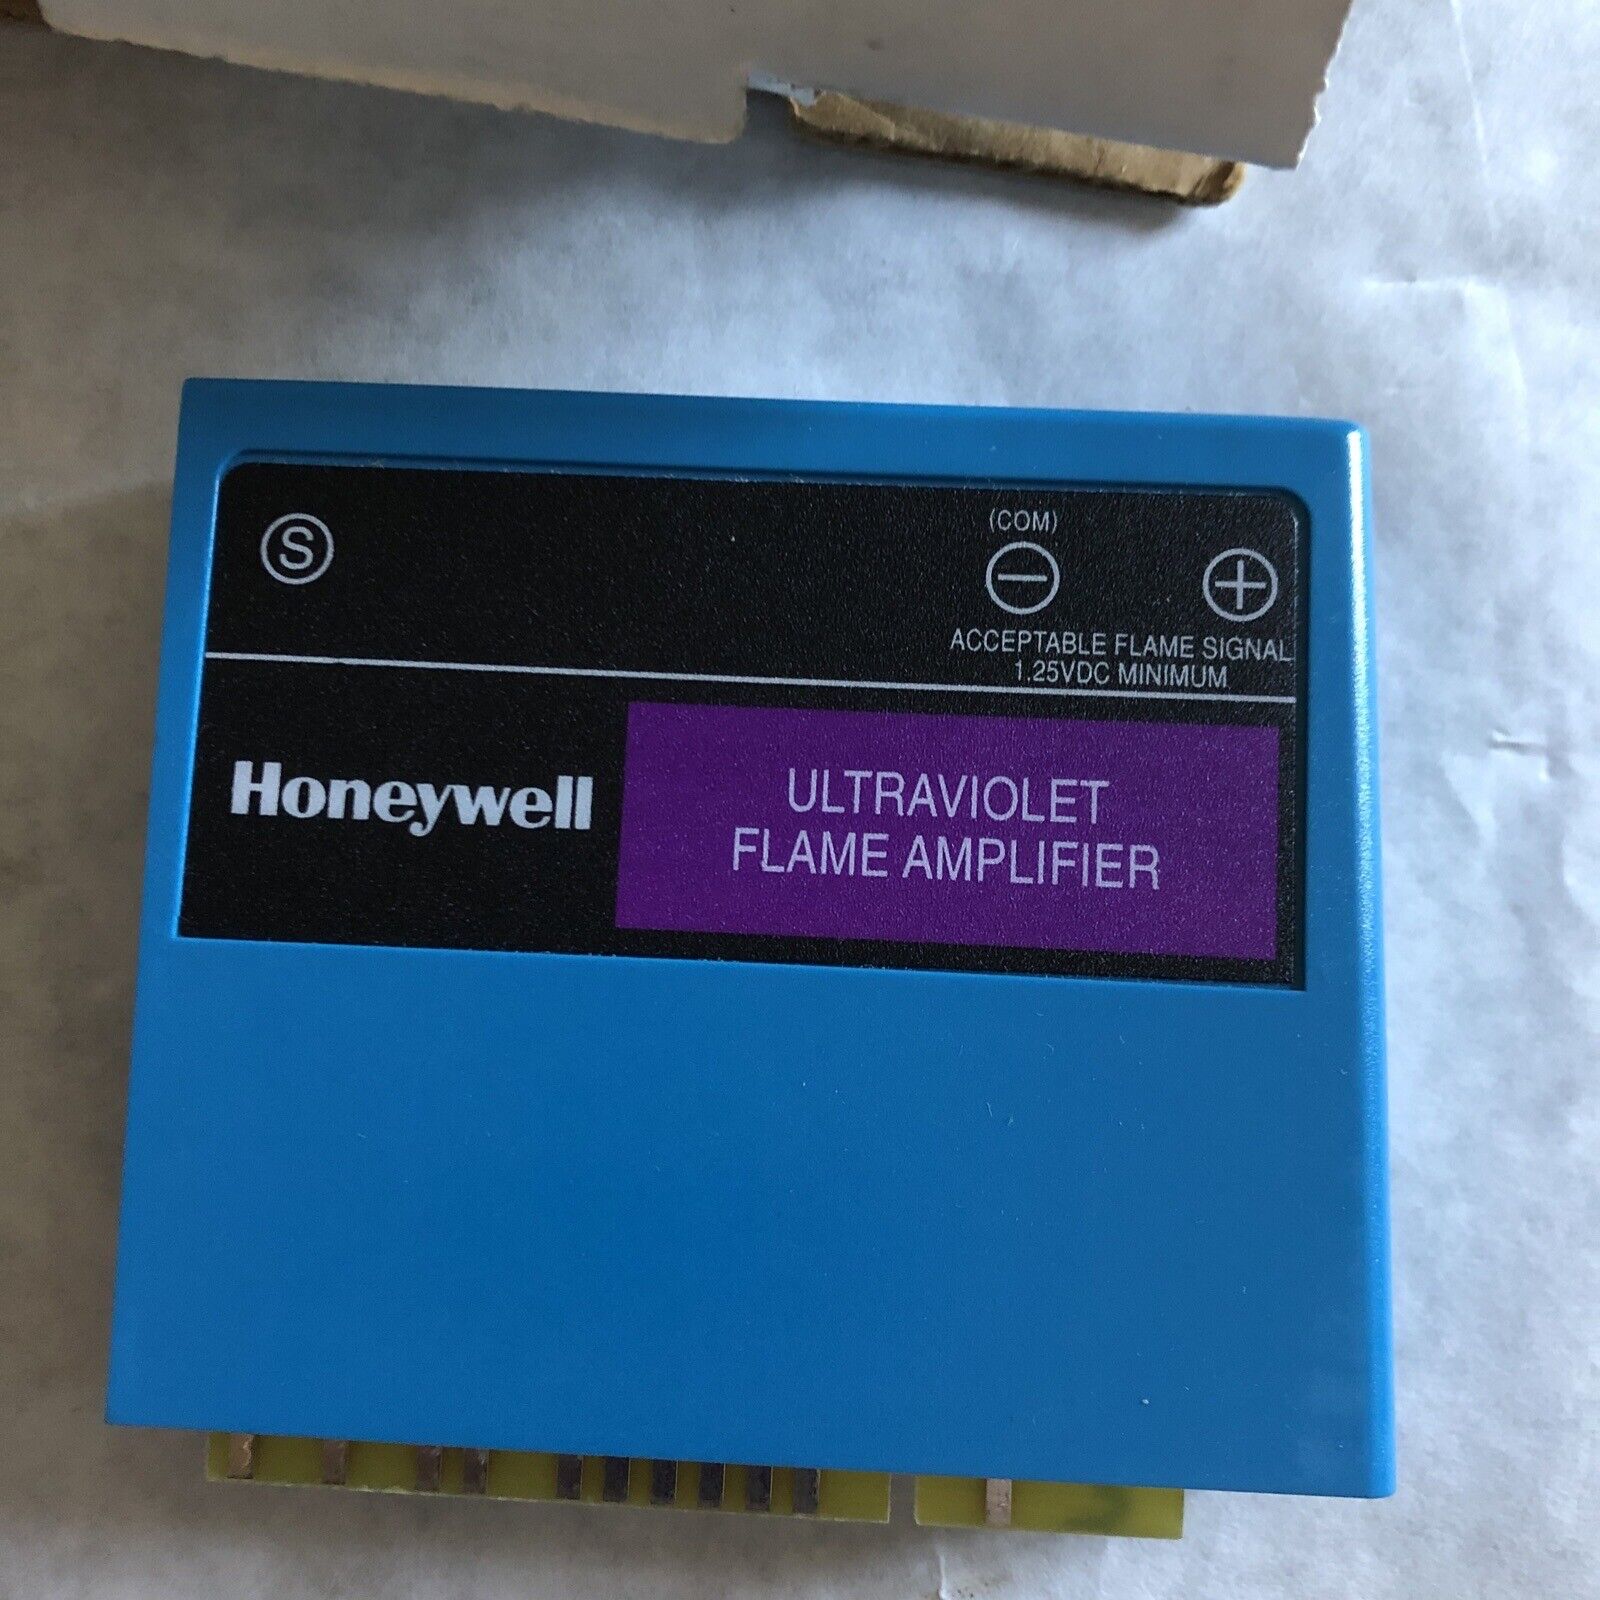 S
(COM)
− +
ACCEPTABLE FLAME SIGNAL
1.25VDC MINIMUM
Honeywell
ULTRAVIOLET
FLAME AMPLIFIER